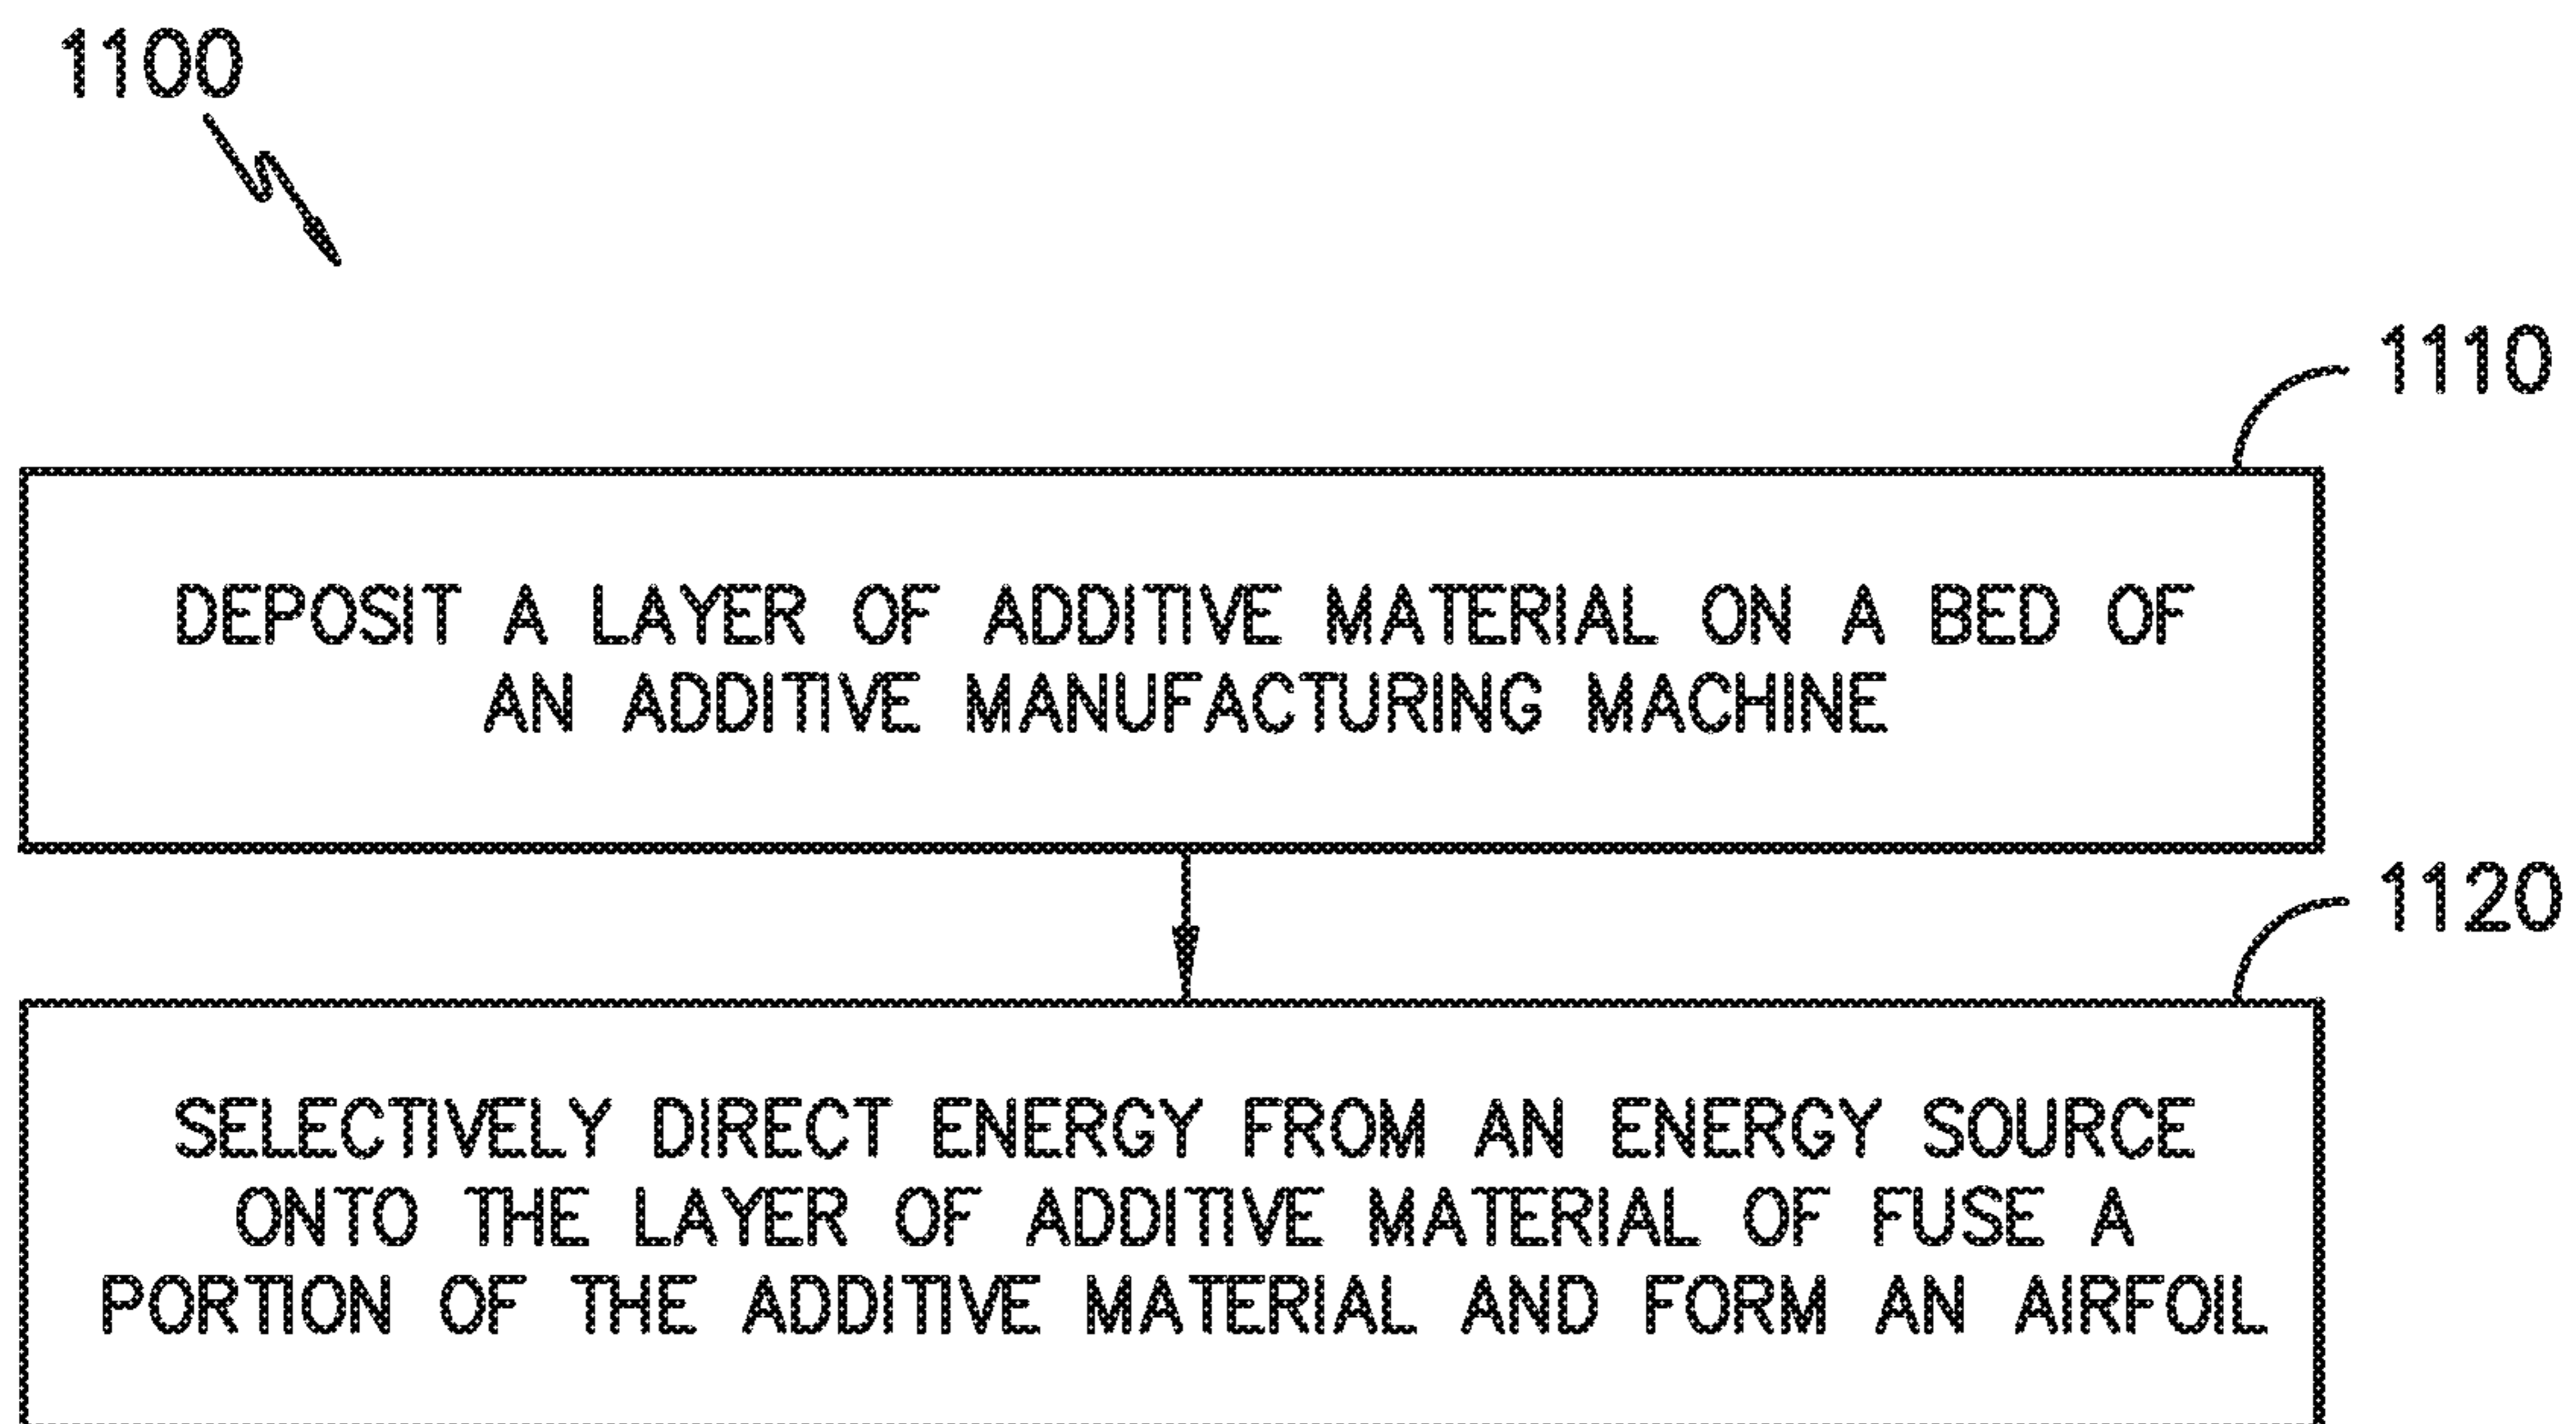 1100
1110
DEPOSIT A LAYER OF ADDITIVE MATERIAL ON A BED OF
AN ADDITIVE MANUFACTURING MACHINE
1120
SELECTIVELY DIRECT ENERGY FROM AN ENERGY SOURCE
ONTO THE LAYER OF ADDITIVE MATERIAL OF FUSE A
PORTION OF THE ADDITIVE MATERIAL AND FORM AN AIRFOIL